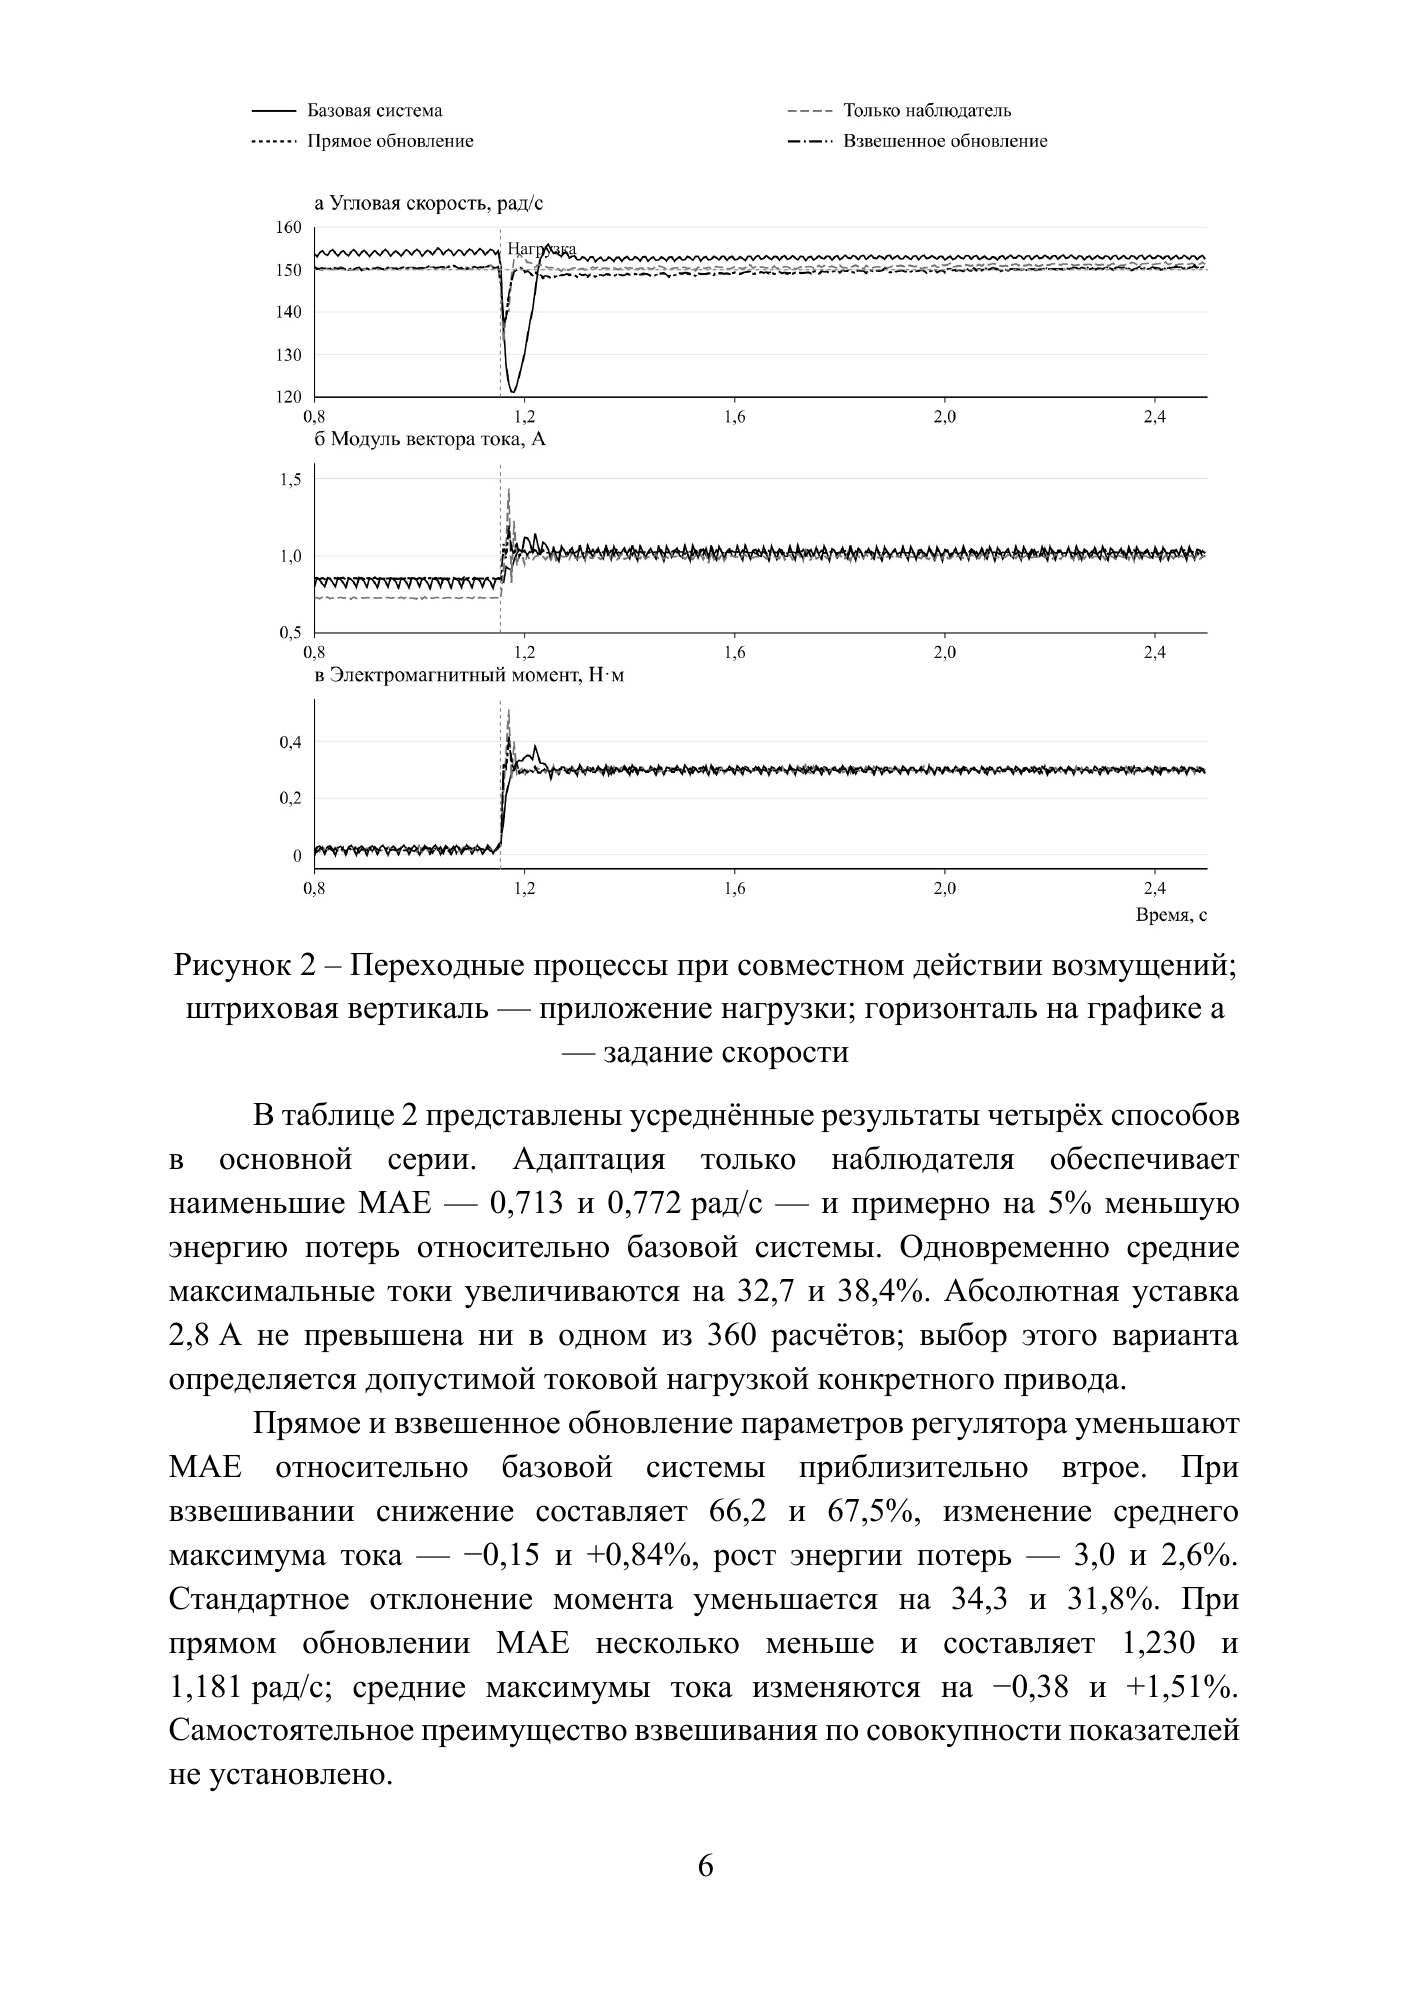 Базовая система
Только наблюдатель
Прямое обновление
Взвешенное обновление
а Угловая скорость, рад/с
160
Нагрузка
150
140
130
120
0,8
1,2
1,6
2,0
2,4
б Модуль вектора тока, А
1,5
1,0
0,5
0,8
1,2
1,6
2,0
2,4
в Электромагнитный момент, Н·м
0,4
0,2
0
0,8
1,2
1,6
2,0
2,4
Время, с
Рисунок 2 – Переходные процессы при совместном действии возмущений;
штриховая вертикаль — приложение нагрузки; горизонталь на графике а
— задание скорости
В таблице 2 представлены усреднённые результаты четырёх способов
в основной серии. Адаптация только наблюдателя обеспечивает
наименьшие MAE — 0,713 и 0,772 рад/с — и примерно на 5% меньшую
энергию потерь относительно базовой системы. Одновременно средние
максимальные токи увеличиваются на 32,7 и 38,4%. Абсолютная уставка
2,8 А не превышена ни в одном из 360 расчётов; выбор этого варианта
определяется допустимой токовой нагрузкой конкретного привода.
Прямое и взвешенное обновление параметров регулятора уменьшают
MAE относительно базовой системы приблизительно втрое. При
взвешивании снижение составляет 66,2 и 67,5%, изменение среднего
максимума тока — −0,15 и +0,84%, рост энергии потерь — 3,0 и 2,6%.
Стандартное отклонение момента уменьшается на 34,3 и 31,8%. При
прямом обновлении MAE несколько меньше и составляет 1,230 и
1,181 рад/с; средние максимумы тока изменяются на −0,38 и +1,51%.
Самостоятельное преимущество взвешивания по совокупности показателей
не установлено.
6